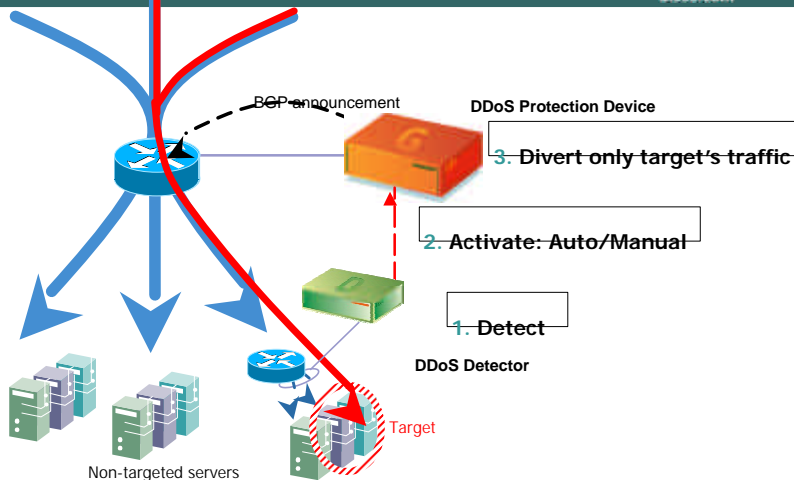 BGP announcement
DDoS Protection Device
G
3. Divert only target's traffic
2. Activate: Auto/Manual
D
1. Detect
DDoS Detector
Target
Non-targeted servers